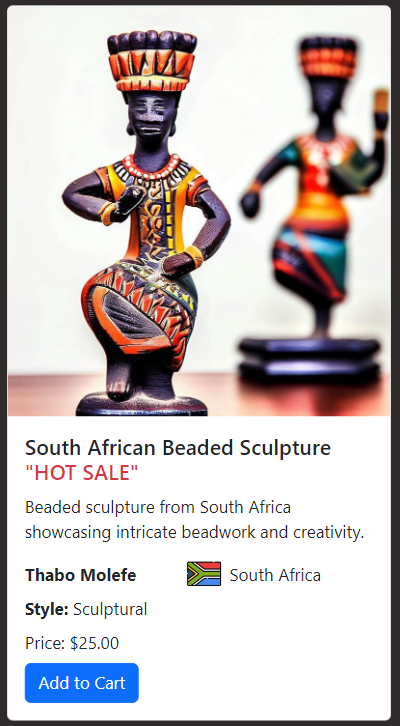 South African Beaded Sculpture
"HOT SALE"
Beaded sculpture from South Africa
showcasing intricate beadwork and creativity.
Thabo Molefe South Africa
Style: Sculptural
Price: $25.00
Add to Cart